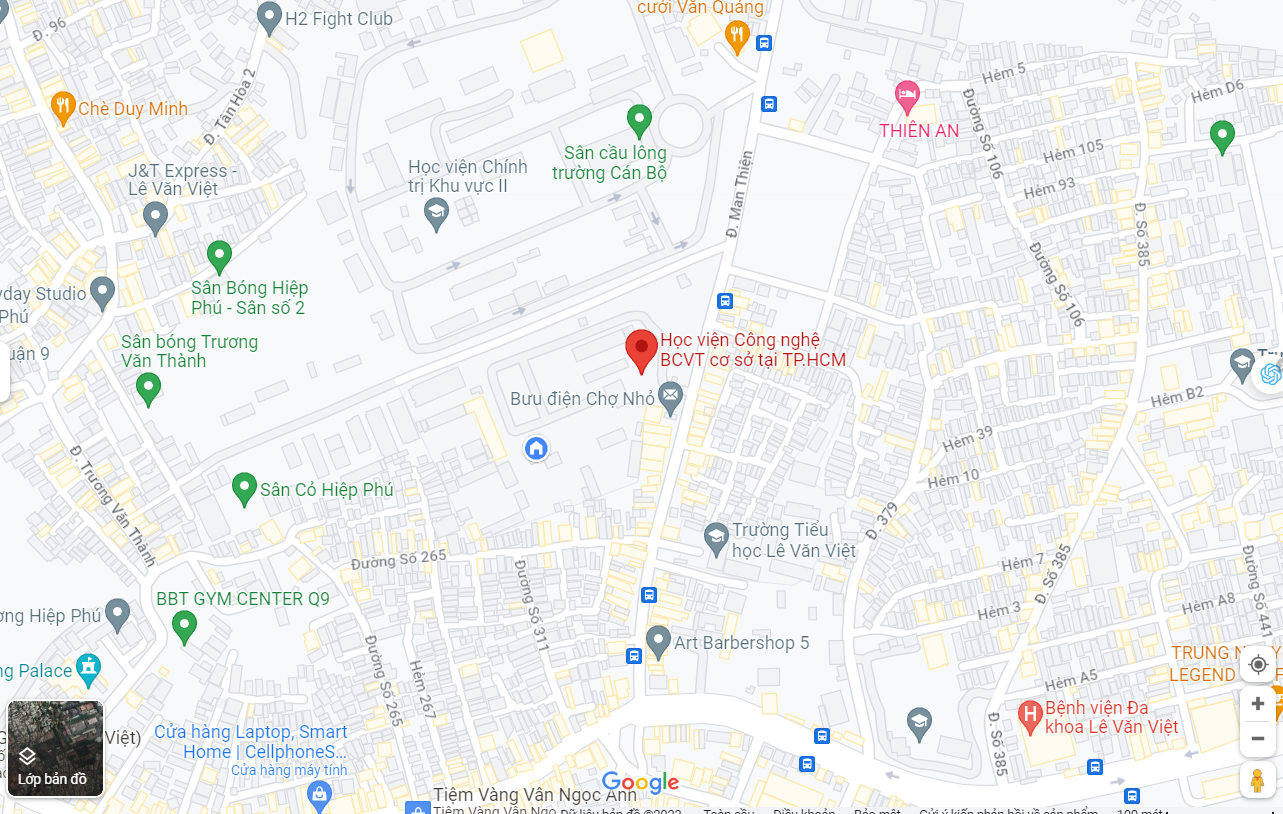 cưới Văn Quảng
H2 Fight Club
Đ. 96
Chè Duy Minh
Đ. Tân Hòa 2
J&T Express -
Lê Văn Việt
Học viện Chính
trị Khu vực II
Sân cầu lông
trường Cán Bộ
Đ. Man Thiện
THIÊN AN
Hẻm 5
Hẻm D6
Đường Số 106
Hẻm 105
Hẻm 93
Đ. Số 385
Đường Số 106
Sân Bóng Hiệp
Phú - Sân số 2
yday Studio
Phú
uận 9
Sân bóng Trương
Văn Thành
Học viện Công nghệ
BCVT cơ sở tại TP.HCM
Bưu điện Chợ Nhỏ
Hẻm B2
Hẻm 39
Hẻm 10
Đ. Trương Văn Thành
Sân Cỏ Hiệp Phú
Đ. 379
Trường Tiểu
học Lê Văn Việt
Đường Số 265
Đường Số 311
Hẻm 7
Đ. Số 385
Hẻm 3
Hẻm A8
Đường Số 441
BBT GYM CENTER Q9
ờng Hiệp Phú
Art Barbershop 5
Đường Số 265
Hẻm 267
ng Palace
Hẻm A5
LEGEND
Bệnh viện Đa
khoa Lê Văn Việt
Đ. Số 385
Việt)
Lớp bản đồ
Cửa hàng Laptop, Smart
Home | CellphoneS...
Cửa hàng máy tính
Google
Tiệm Vàng Vân Ngọc Anh
Tiệm Vàng Vân Ngọ
Dữ liệu bản đồ ©2023
Toàn cầu
Điều khoản
Bảo mật
Gửi ý kiến phản hồi về sản phẩm
100 mét